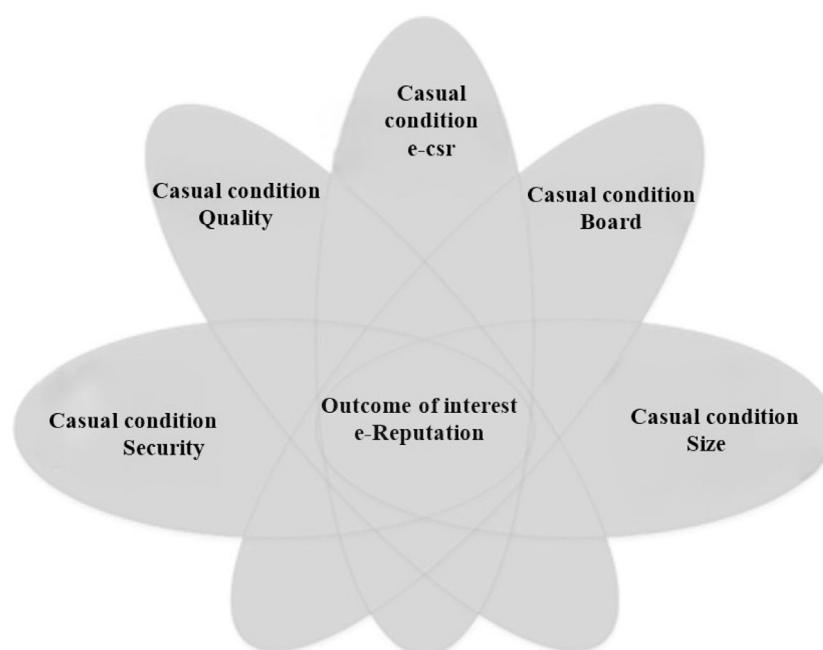 Casual
condition
e-csr
Casual condition
Quality
Casual condition
Board
Casual condition
Security
Outcome of interest
e-Reputation
Casual condition
Size